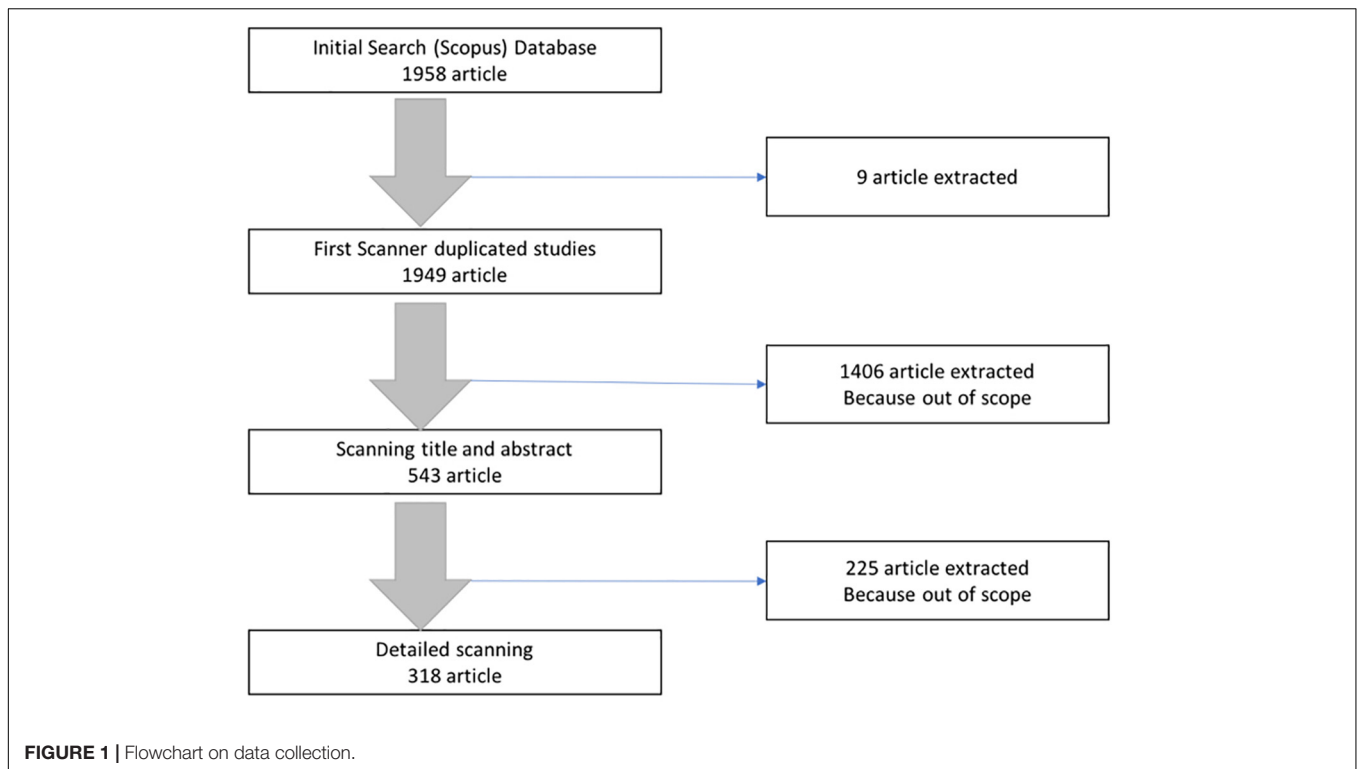 Initial Search (Scopus) Database
1958 article
9 article extracted
First Scanner duplicated studies
1949 article
1406 article extracted
Because out of scope
Scanning title and abstract
543 article
225 article extracted
Because out of scope
Detailed scanning
318 article
FIGURE 1 | Flowchart on data collection.